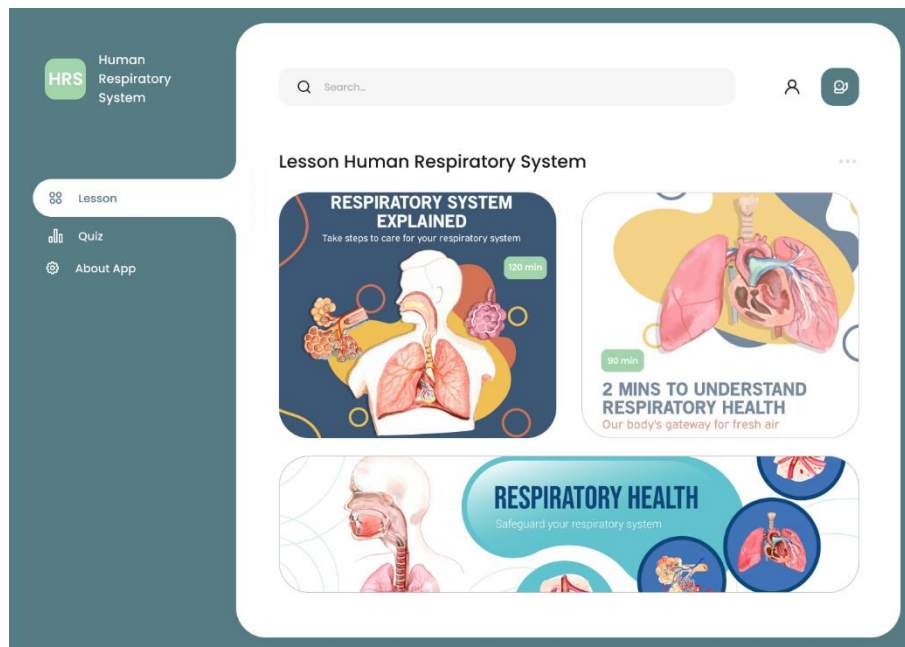 HRS
Human
Respiratory
System
Search...
Lesson Human Respiratory System
Lesson
Quiz
About App
RESPIRATORY SYSTEM
EXPLAINED
Take steps to care for your respiratory system
120 min
90 min
2 MINS TO UNDERSTAND
RESPIRATORY HEALTH
Our body's gateway for fresh air
RESPIRATORY HEALTH
Safeguard your respiratory system